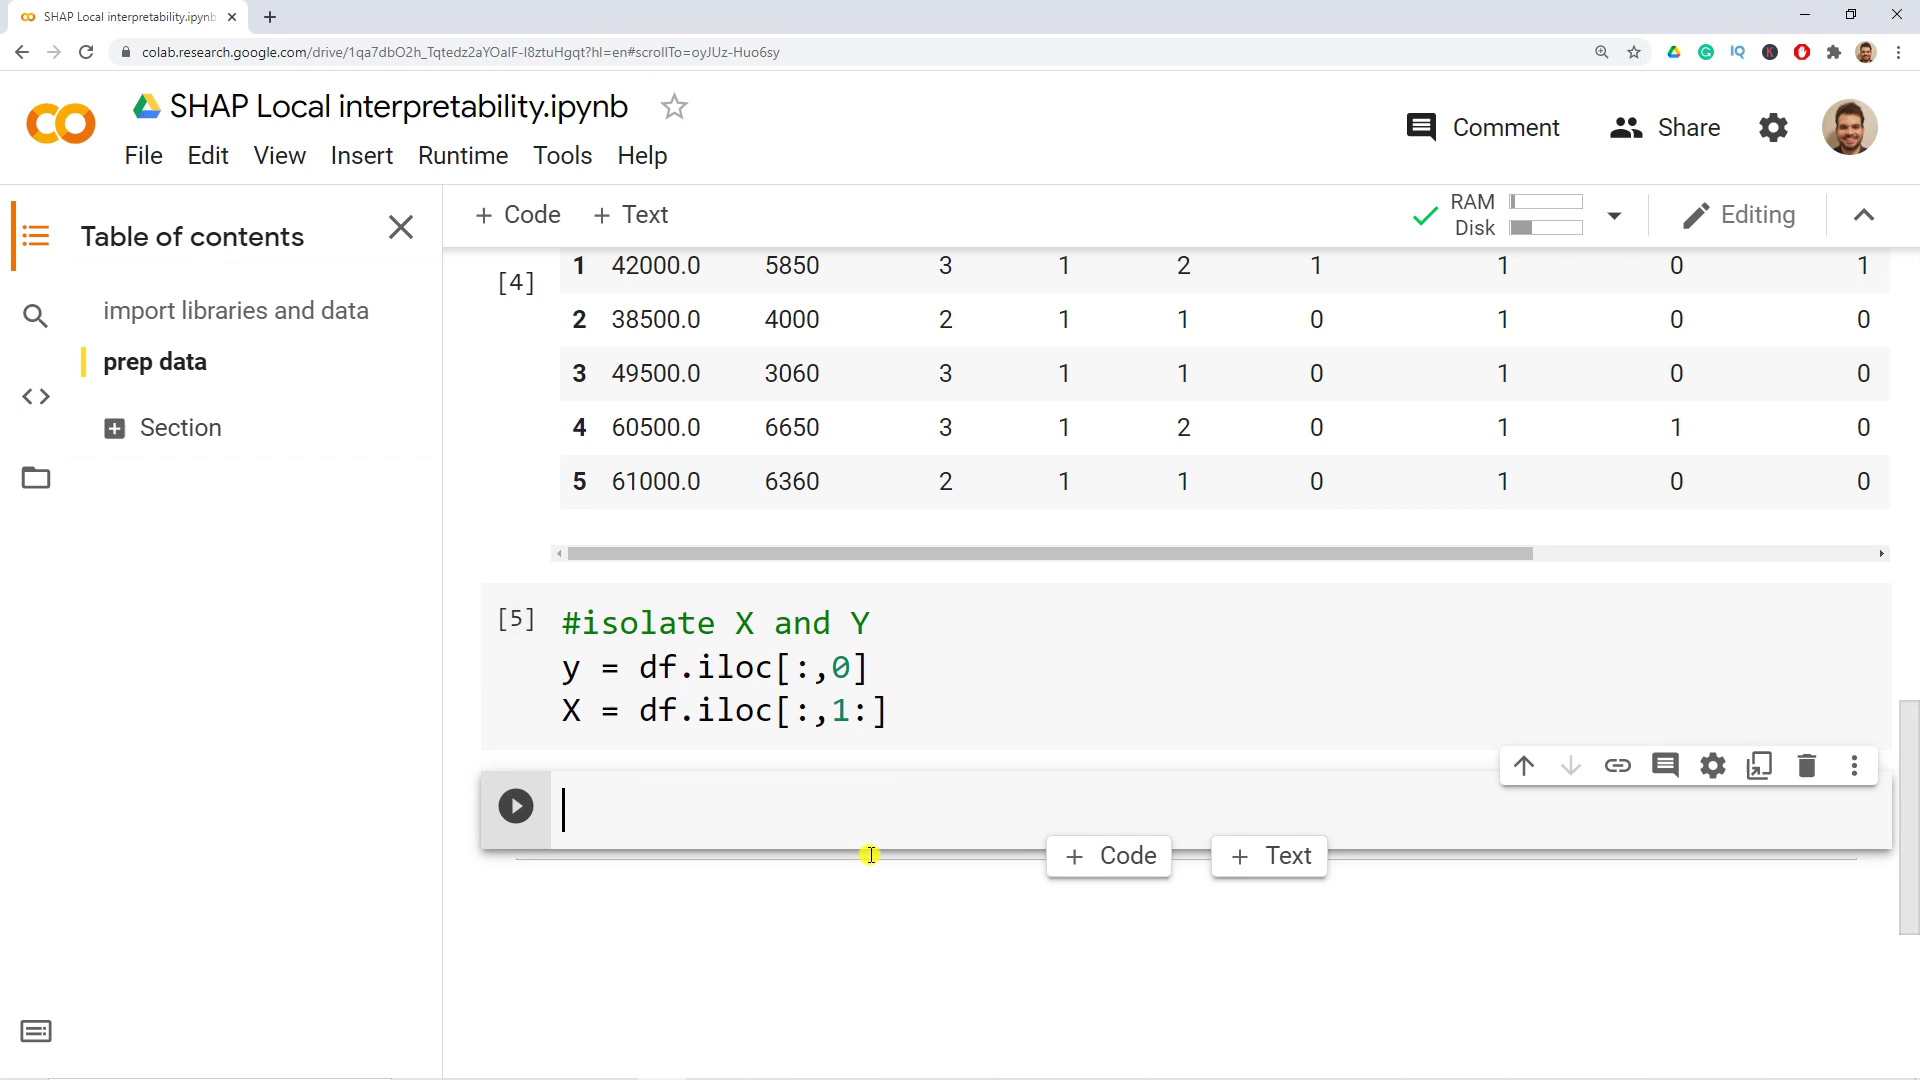 SHAP Local interpretability.ipynb
colab.research.google.com/drive/1qa7dbO2h_Tqtedz2aYOalF-I8ztuHgqt?hl=en#scrollTo=oyJUz-Huo6sy
SHAP Local interpretability.ipynb
Comment
Share
File Edit View Insert Runtime Tools Help
Table of contents
+ Code + Text
RAM
Disk
Editing
import libraries and data
prep data
Section
[4]
1 42000.0 5850 3 1 2 1 1 0 1
2 38500.0 4000 2 1 1 0 1 0 0
3 49500.0 3060 3 1 1 0 1 0 0
4 60500.0 6650 3 1 2 0 1 1 0
5 61000.0 6360 2 1 1 0 1 0 0
[5] #isolate X and Y
y = df.iloc[:,0]
X = df.iloc[:,1:]
+ Code + Text